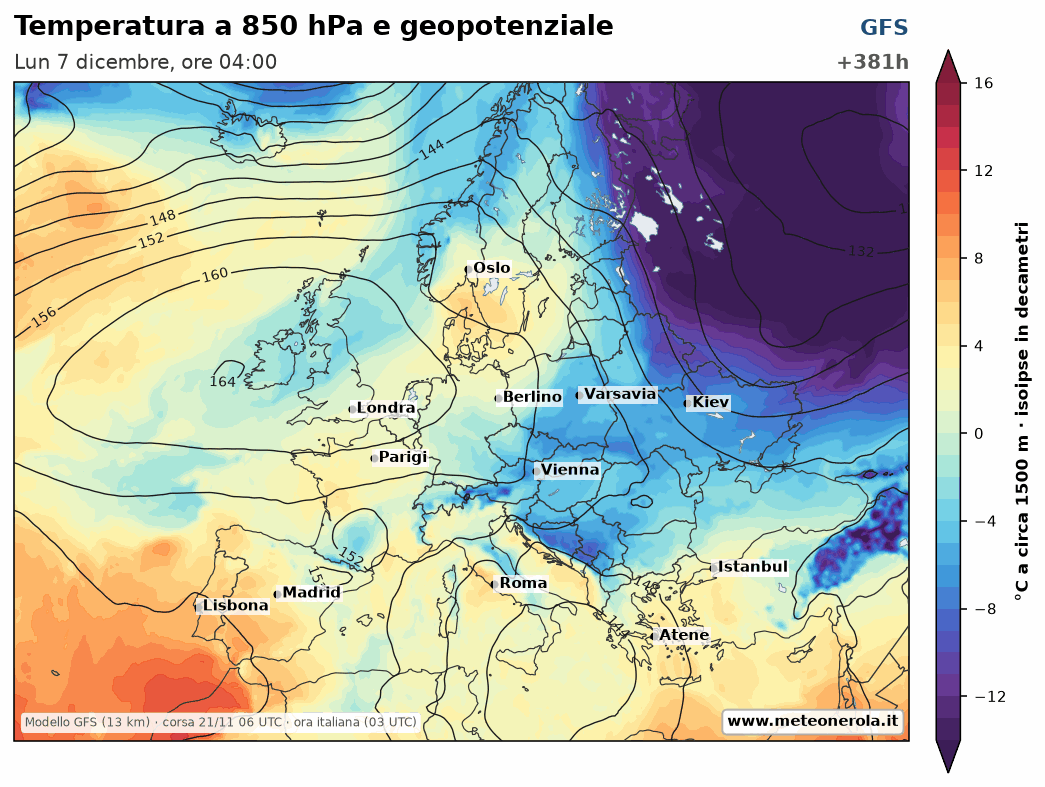 Temperatura a 850 hPa e geopotenziale
GFS
Lun 7 dicembre, ore 04:00
+381h
16
12
8
4
0
−4
−8
−12
°C a circa 1500 m · isoipse in decametri
144
148
152
156
160
164
132
152
144
Oslo
Londra
Berlino
Varsavia
Kiev
Parigi
Vienna
Istanbul
Roma
Madrid
Lisbona
Atene
Modello GFS (13 km) · corsa 21/11 06 UTC · ora italiana (03 UTC)
www.meteonerola.it